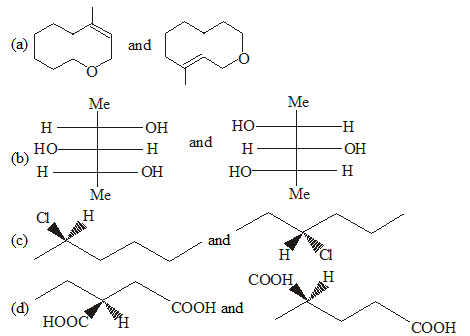 (a) O and O
Me Me
H OH HO H
(b) HO H and H OH
H OH HO H
Me Me
Cl H
(c) and
H Cl
COOH H
(d) COOH and
HOOC H COOH